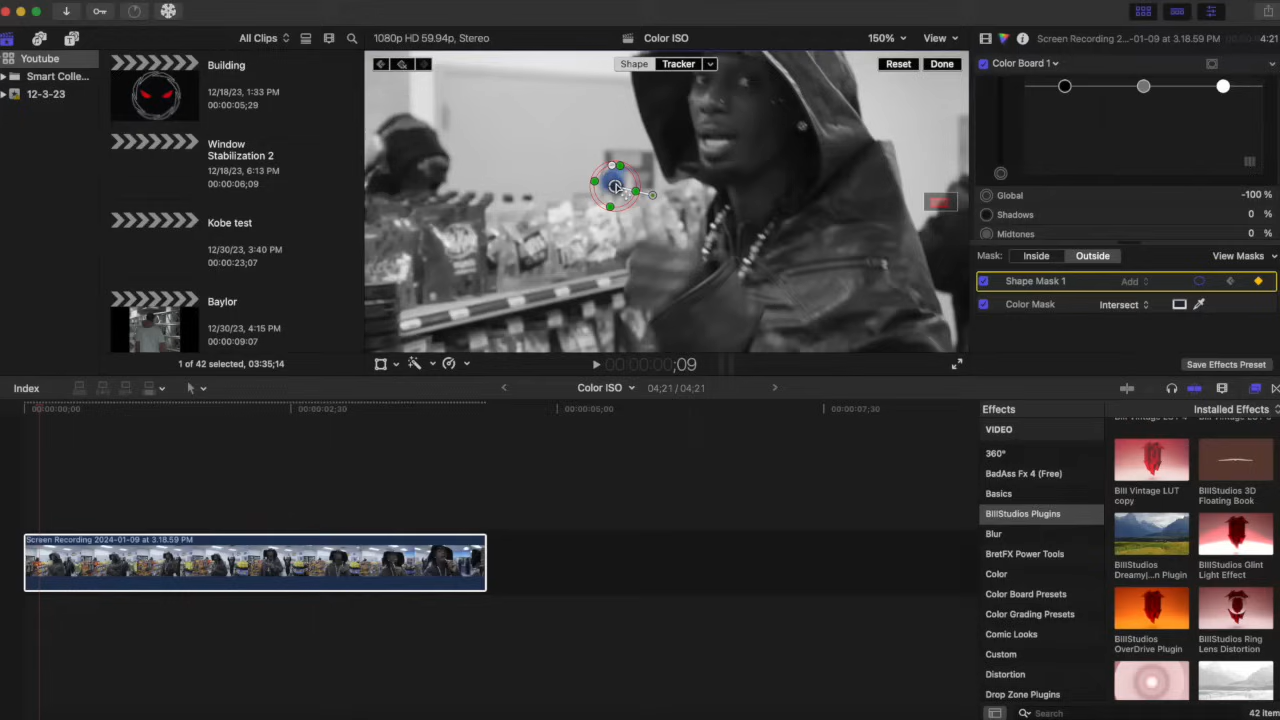 All Clips
1080p HD 59.94p, Stereo
Color ISO
150%
View
Screen Recording 2...-01-09 at 3.18.59 PM
4:21
Youtube
Smart Colle...
12-3-23
Building
12/18/23, 1:33 PM
00:00:05;29
Window
Stabilization 2
12/18/23, 6:13 PM
00:00:06;09
Kobe test
12/30/23, 3:40 PM
00:00:23;07
Baylor
12/30/23, 4:15 PM
00:00:09:07
1 of 42 selected, 03:35;14
Shape
Tracker
Reset
Done
Color Board 1
Global
-100 %
Shadows
0 %
Midtones
0 %
Mask:
Inside
Outside
View Masks
Shape Mask 1
Add
Color Mask
Intersect
Save Effects Preset
00:00:00;09
Index
Color ISO
04;21 / 04;21
00:00:00;00
00:00:02;30
00:00:05;00
00:00:07;30
Screen Recording 2024-01-09 at 3.18.59 PM
Effects
Installed Effects
VIDEO
360°
BadAss Fx 4 (Free)
Basics
BIIIStudios Plugins
Blur
BretFX Power Tools
Color
Color Board Presets
Color Grading Presets
Comic Looks
Custom
Distortion
Drop Zone Plugins
BIII Vintage LUT
copy
BIIIStudios 3D
Floating Book
BIIIStudios
Dreamy|...n Plugin
BIIIStudios Glint
Light Effect
BIIIStudios
OverDrive Plugin
BIIIStudios Ring
Lens Distortion
Search
42 item